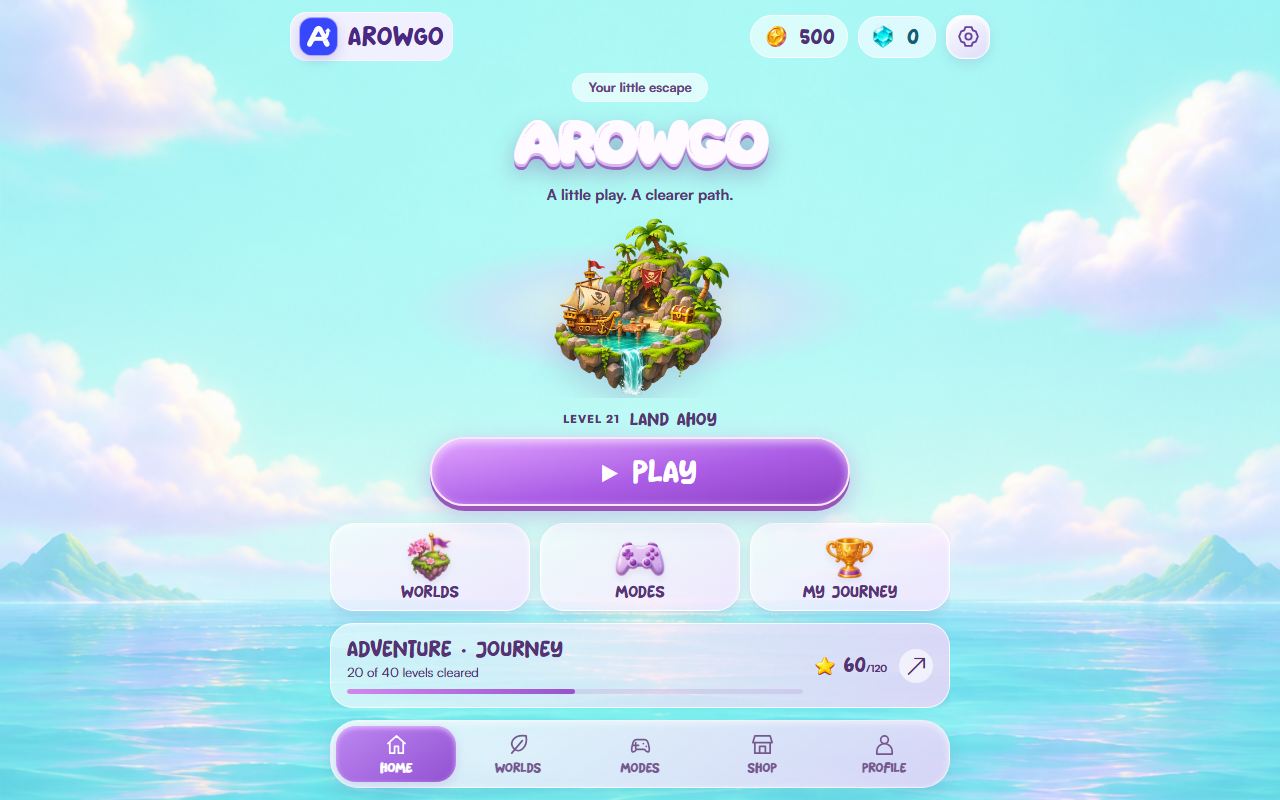 AROWGO
500
0
Your little escape
AROWGO
A little play. A clearer path.
LEVEL 21 LAND AHOY
PLAY
WORLDS
MODES
MY JOURNEY
ADVENTURE · JOURNEY
20 of 40 levels cleared
60/120
HOME
WORLDS
MODES
SHOP
PROFILE